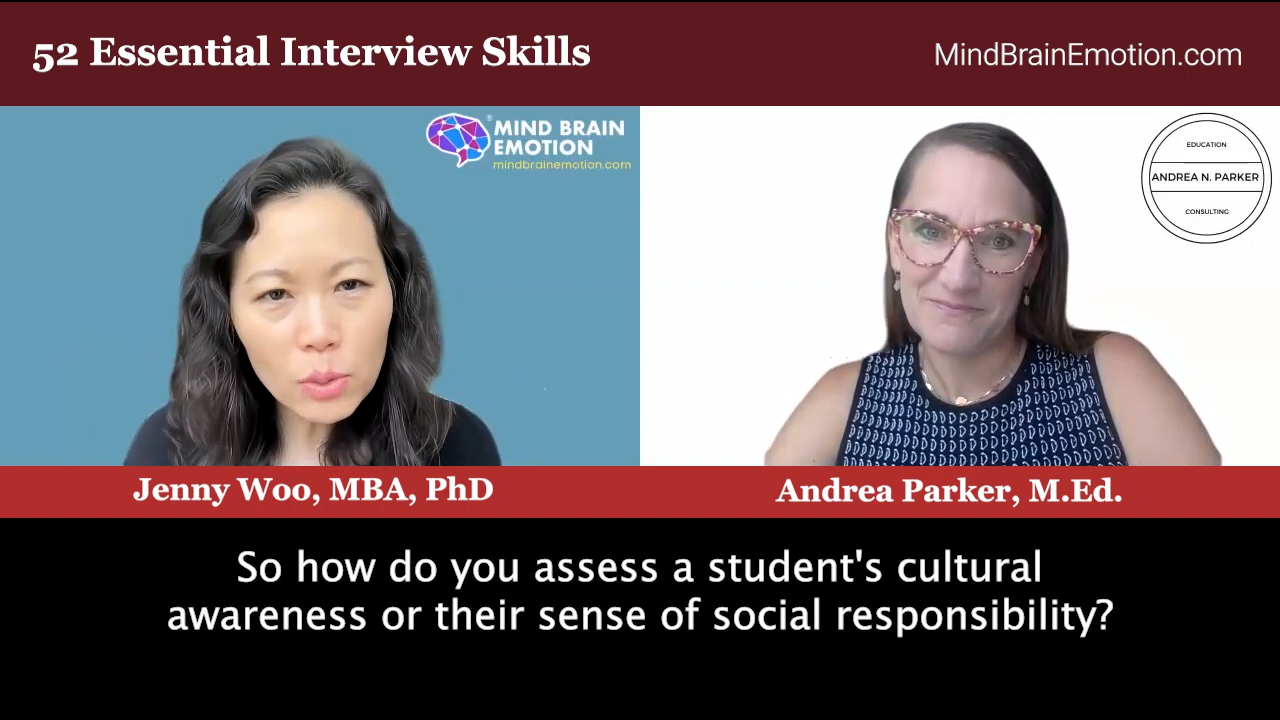 52 Essential Interview Skills
MindBrainEmotion.com
® MIND BRAIN
EMOTION
mindbrainemotion.com
EDUCATION
ANDREA N. PARKER
CONSULTING
Jenny Woo, MBA, PhD
Andrea Parker, M.Ed.
So how do you assess a student's cultural
awareness or their sense of social responsibility?